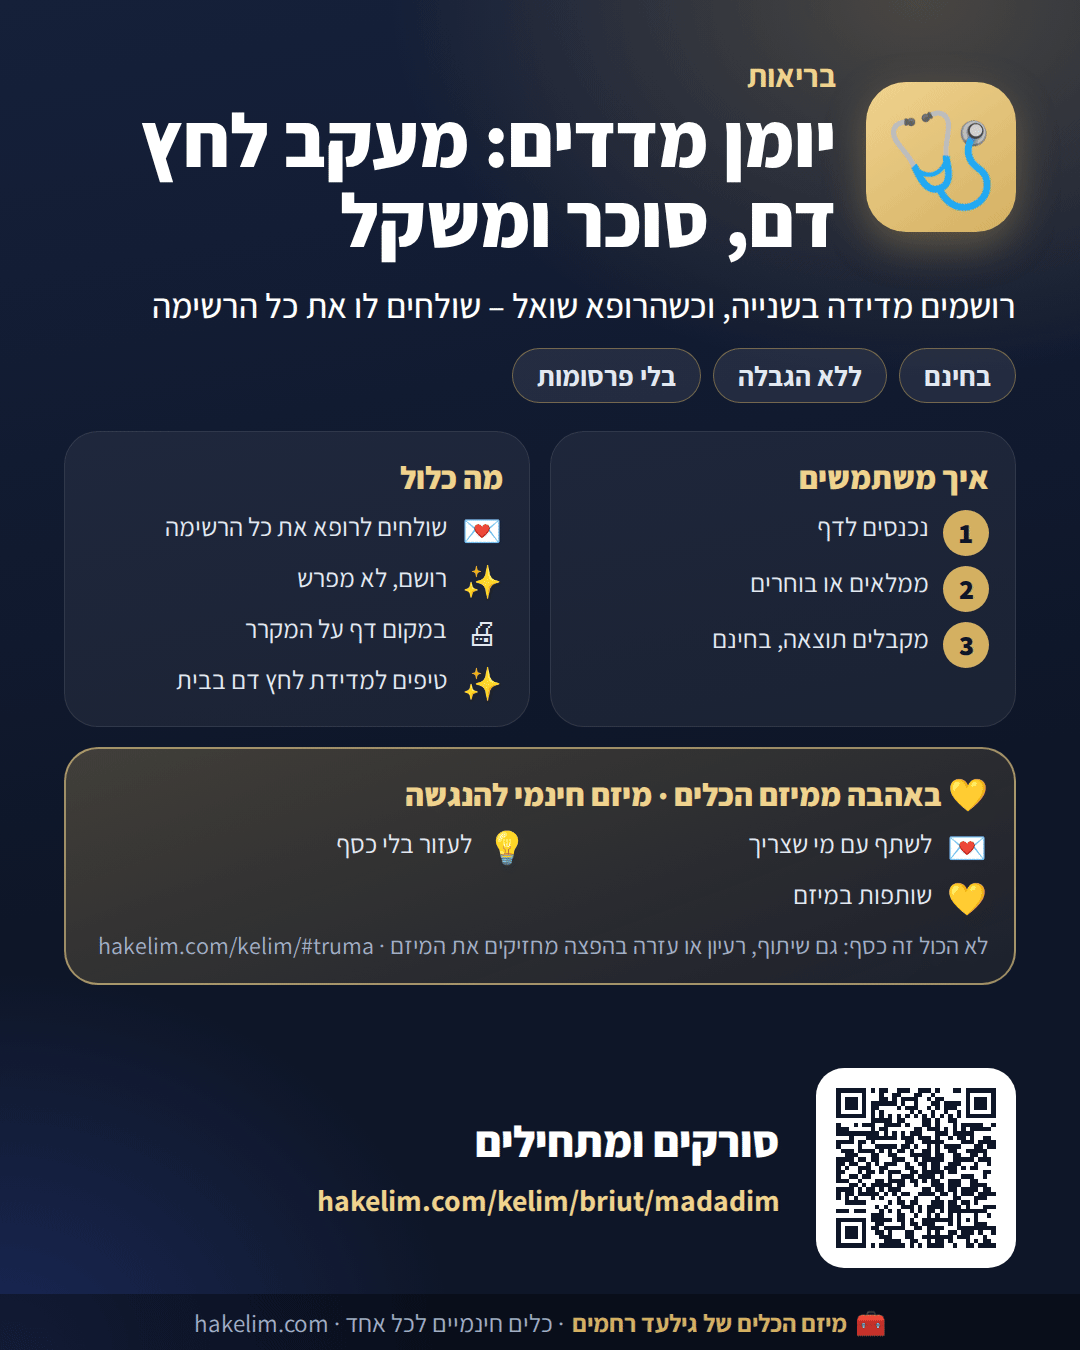 בריאות
יומן מדדים: מעקב לחץ
דם, סוכר ומשקל
רושמים מדידה בשנייה, וכשהרופא שואל – שולחים לו את כל הרשימה
בחינם
ללא הגבלה
בלי פרסומות
איך משתמשים
1 נכנסים לדף
2 ממלאים או בוחרים
3 מקבלים תוצאה, בחינם
מה כלול
שולחים לרופא את כל הרשימה
רושם, לא מפרש
במקום דף על המקרר
טיפים למדידת לחץ דם בבית
באהבה ממיזם הכלים · מיזם חינמי להנגשה
לשתף עם מי שצריך
לעזור בלי כסף
שותפות במיזם
לא הכול זה כסף: גם שיתוף, רעיון או עזרה בהפצה מחזיקים את המיזם · hakelim.com/kelim/#truma
סורקים ומתחילים
hakelim.com/kelim/briut/madadim
מיזם הכלים של גילעד רחמים · כלים חינמיים לכל אחד · hakelim.com